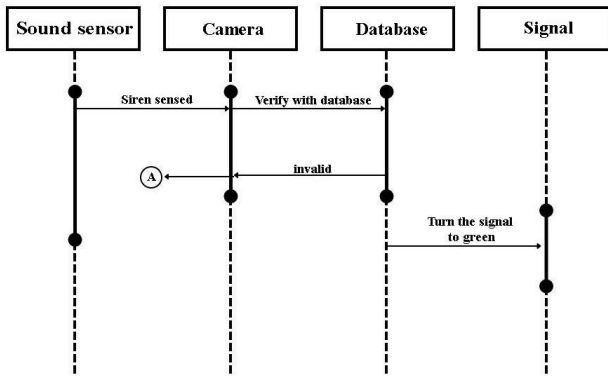 Sound sensor
Camera
Database
Signal
Siren sensed
Verify with database
invalid
A
Turn the signal
to green